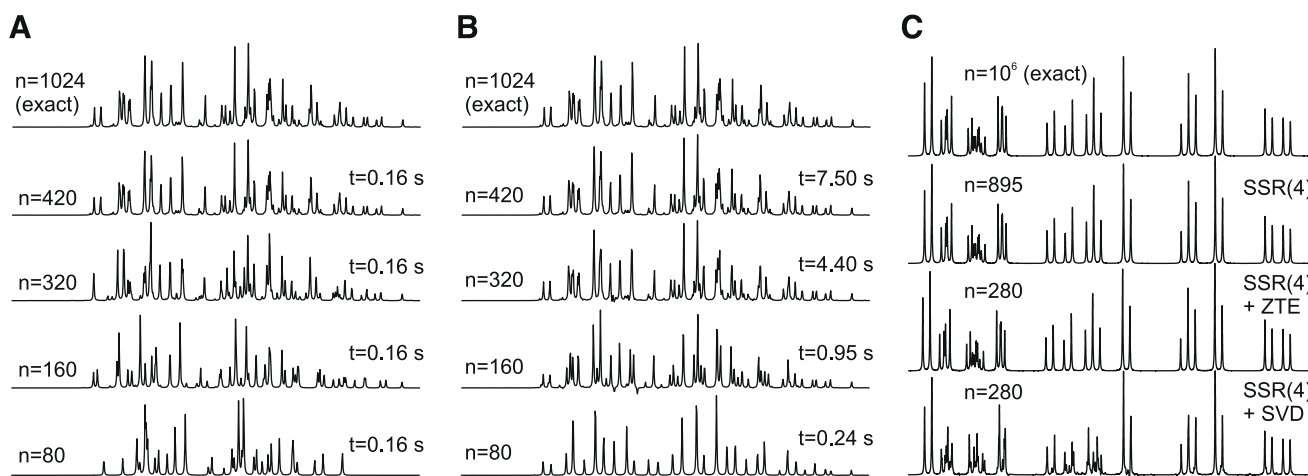 A
n=1024
(exact)
n=420
t=0.16 s
n=320
t=0.16 s
n=160
t=0.16 s
n=80
t=0.16 s
B
n=1024
(exact)
n=420
t=7.50 s
n=320
t=4.40 s
n=160
t=0.95 s
n=80
t=0.24 s
C
n=10⁶ (exact)
n=895
SSR(4)
n=280
SSR(4)
+ ZTE
n=280
SSR(4)
+ SVD